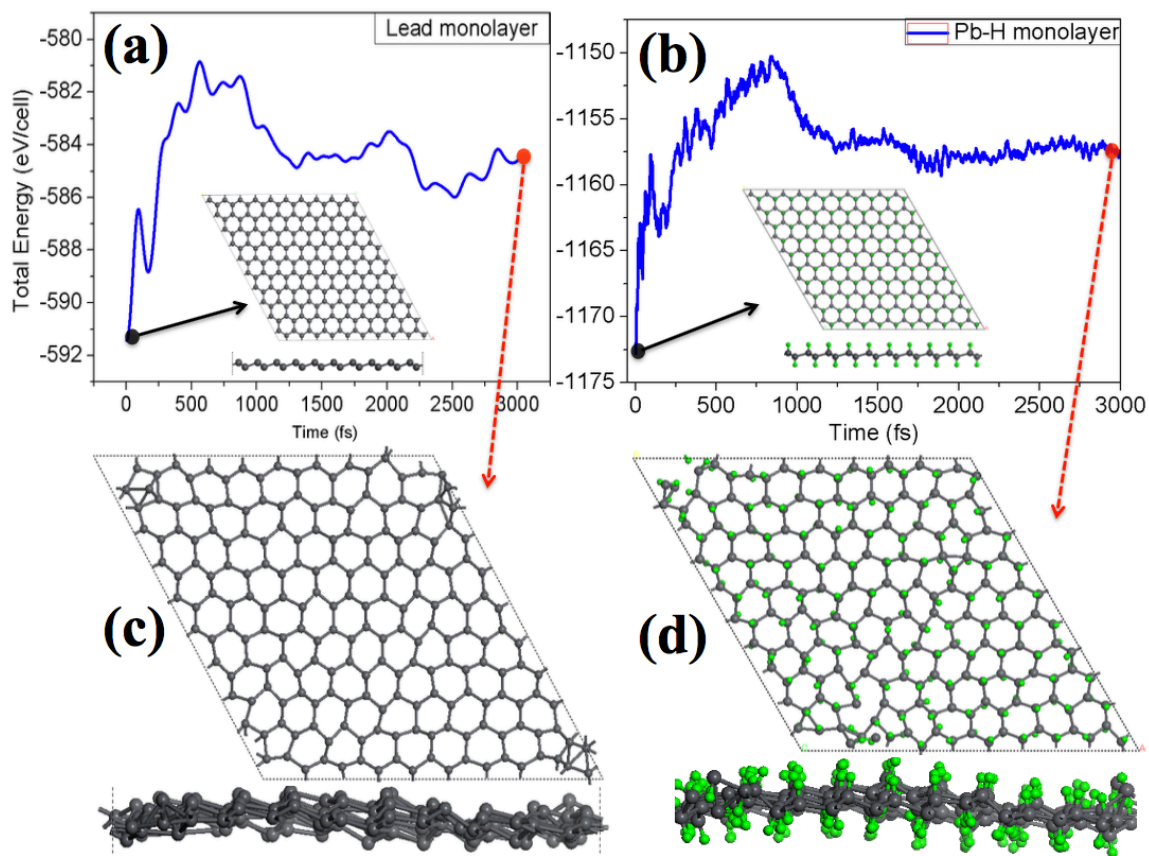 (a)
Lead monolayer
Total Energy (eV/cell)
-580
-581
-582
-584
-585
-586
-588
-590
-592
0 500 1000 1500 2000 2500 3000
Time (fs)
(b)
Pb-H monolayer
-1150
-1155
-1160
-1165
-1170
-1175
0 500 1000 1500 2000 2500 3000
Time (fs)
(c)
(d)